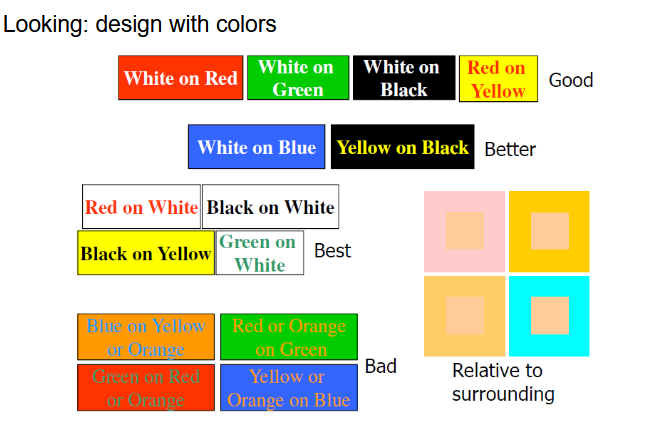 Looking: design with colors
White on Red
White on
Green
White on
Black
Red on
Yellow
Good
White on Blue
Yellow on Black
Better
Red on White
Black on White
Black on Yellow
Green on
White
Best
Blue on Yellow
or Orange
Red or Orange
on Green
Green on Red
or Orange
Yellow or
Orange on Blue
Bad
Relative to
surrounding